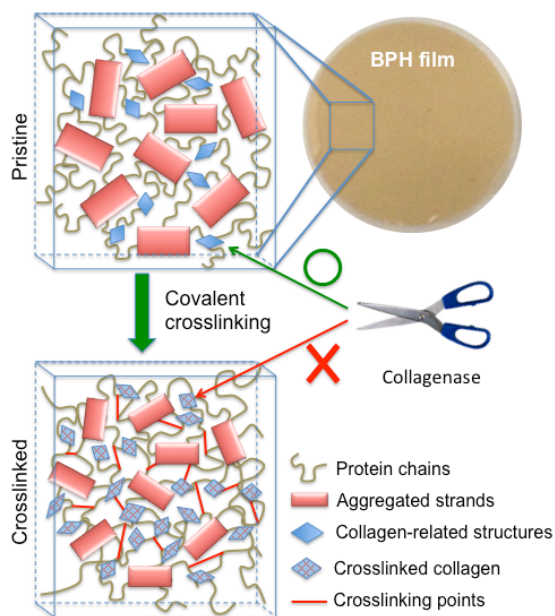 BPH film
Pristine
Covalent
crosslinking
Collagenase
Crosslinked
Protein chains
Aggregated strands
Collagen-related structures
Crosslinked collagen
Crosslinking points